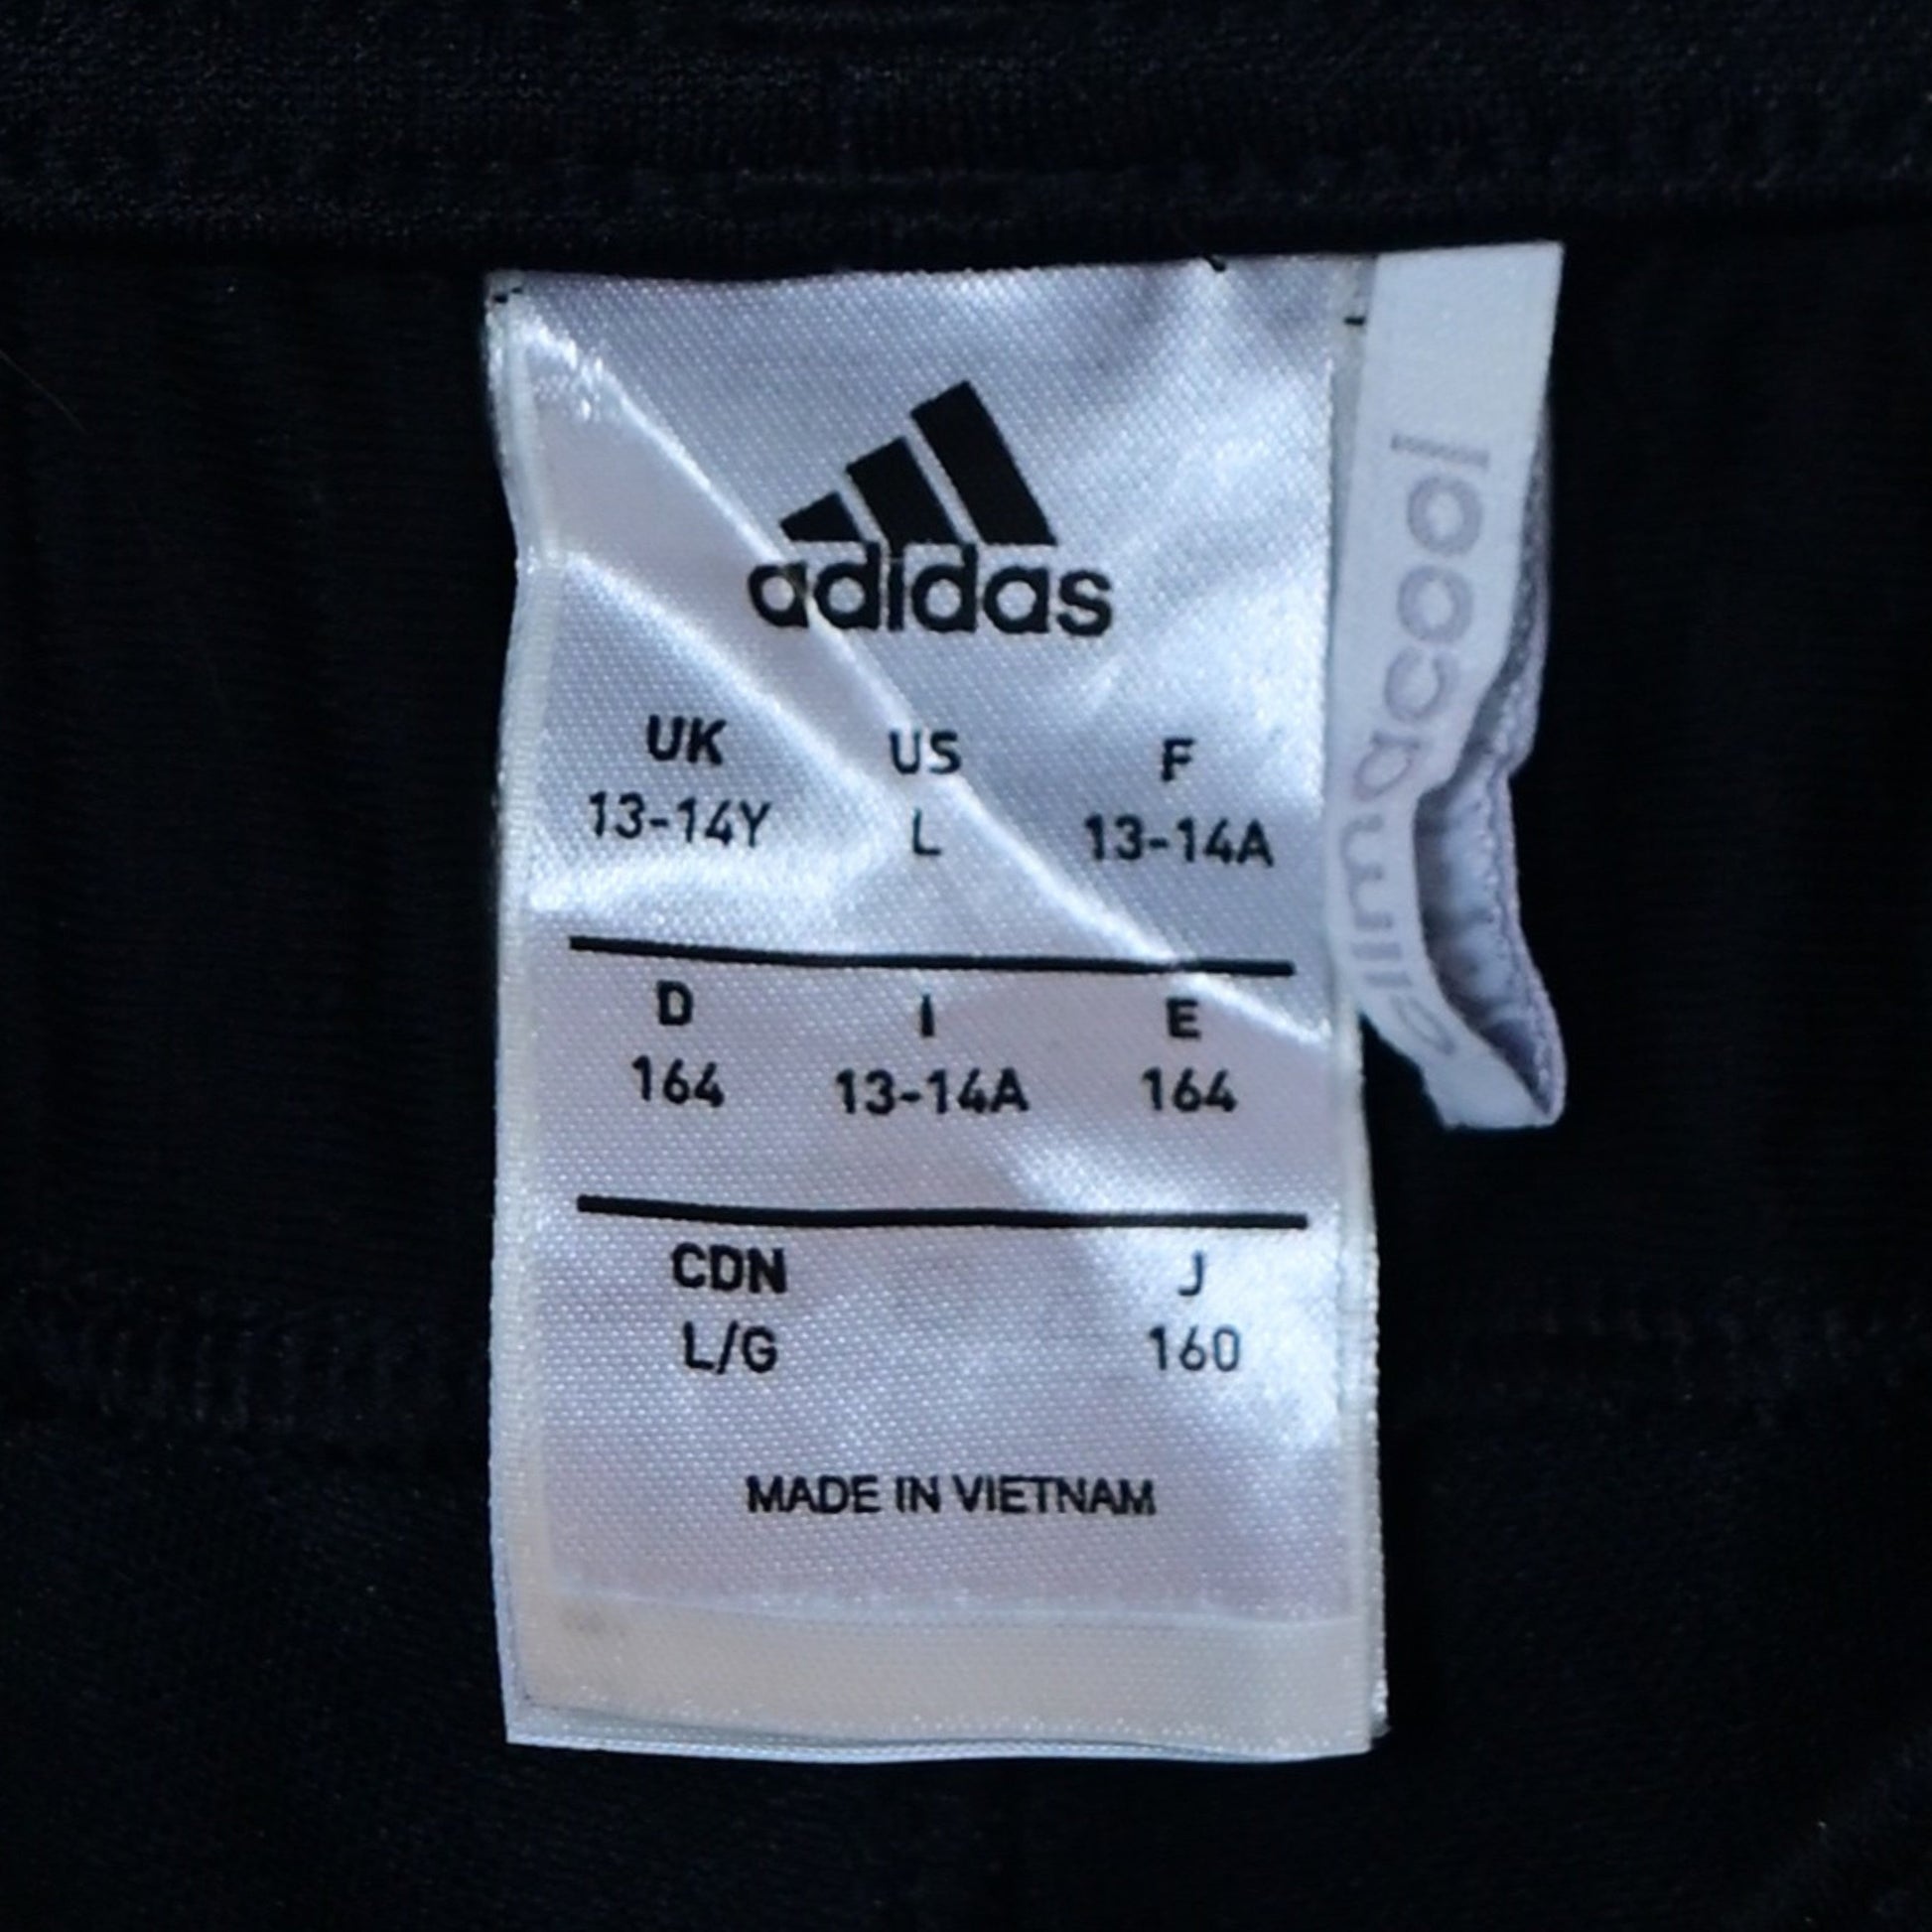 adidas
UK US F
13-14Y L 13-14A
D I E
164 13-14A 164
CDN J
L/G 160
MADE IN VIETNAM
climacool